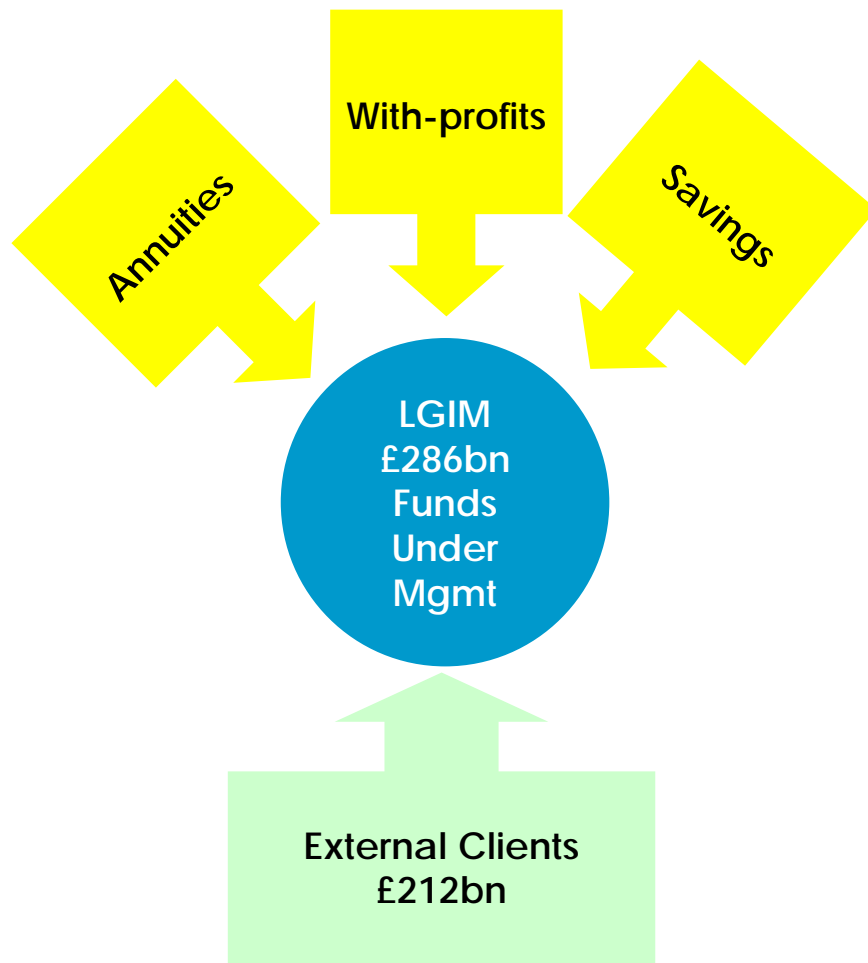 With-profits
Annuities
Savings
LGIM
£286bn
Funds
Under
Mgmt
External Clients
£212bn